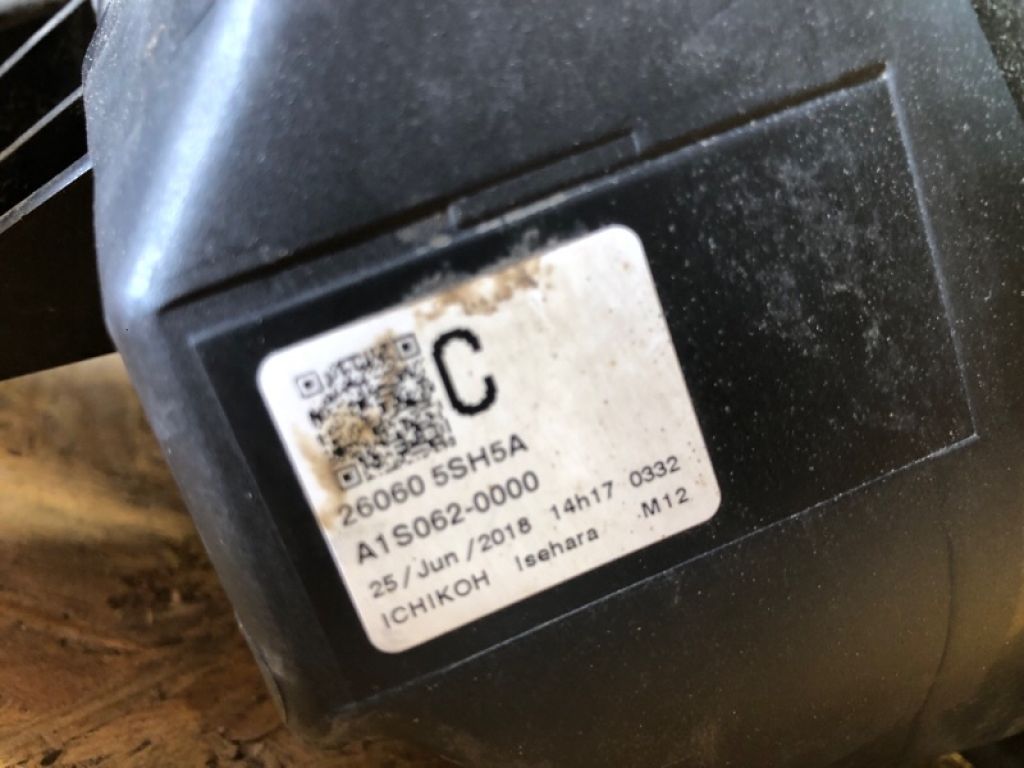 C
26060 5SH5A
A1S062-0000
25/Jun/2018 14h17 0332
ICHIKOH Isehara M12